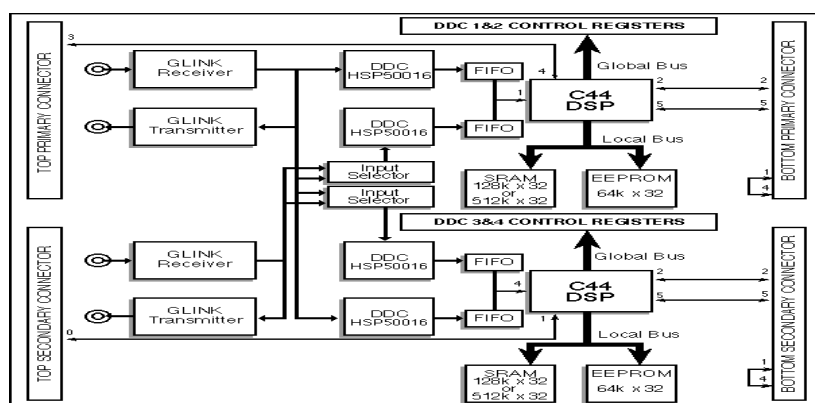 DDC 1&2 CONTROL REGISTERS
TOP PRIMARY CONNECTOR
3
GLINK
Receiver
DDC
HSP50016
FIFO
4
Global Bus
1
C44
DSP
2
2
5
5
BOTTOM PRIMARY CONNECTOR
GLINK
Transmitter
DDC
HSP50016
FIFO
Local Bus
Input
Selector
Input
Selector
SRAM
128k x 32
or
512k x 32
EEPROM
64k x 32
1
4
DDC 3&4 CONTROL REGISTERS
TOP SECONDARY CONNECTOR
GLINK
Receiver
DDC
HSP50016
FIFO
Global Bus
4
C44
DSP
2
2
5
5
BOTTOM SECONDARY CONNECTOR
GLINK
Transmitter
DDC
HSP50016
FIFO
1
0
Local Bus
SRAM
128k x 32
or
512k x 32
EEPROM
64k x 32
1
4